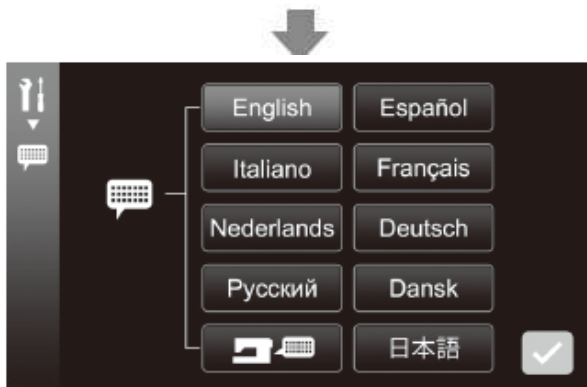 English Español
Italiano Français
Nederlands Deutsch
Русский Dansk
日本語